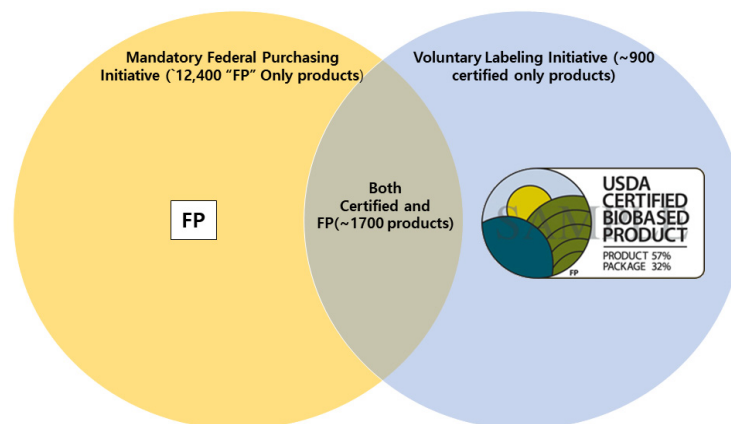 Mandatory Federal Purchasing
Initiative (`12,400 “FP” Only products)
Voluntary Labeling Initiative (~900
certified only products)
Both
Certified and
FP(~1700 products)
FP
USDA
CERTIFIED
BIOBASED
PRODUCT
PRODUCT 57%
PACKAGE 32%
FP
SAMPLE